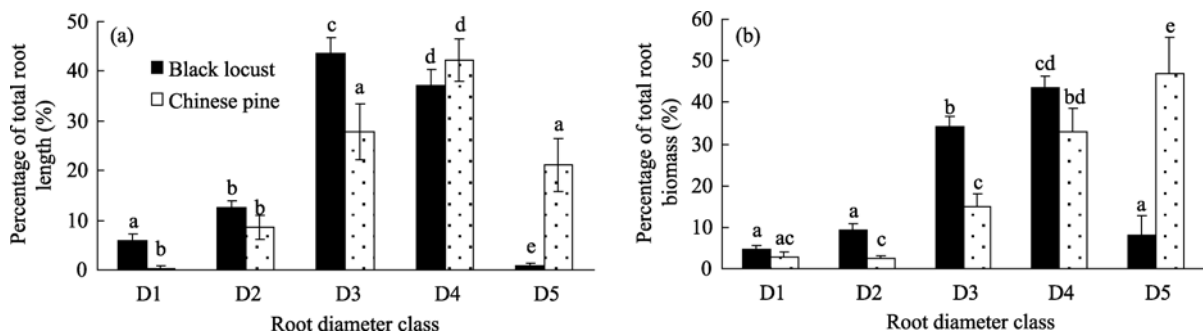 (a)
Percentage of total root
length (%)
50
40
30
20
10
0
Black locust
Chinese pine
a
b
b
b
c
a
d
d
e
a
D1
D2
D3
D4
D5
Root diameter class
(b)
Percentage of total root
biomass (%)
60
50
40
30
20
10
0
a
ac
a
c
b
c
cd
bd
a
e
D1
D2
D3
D4
D5
Root diameter class